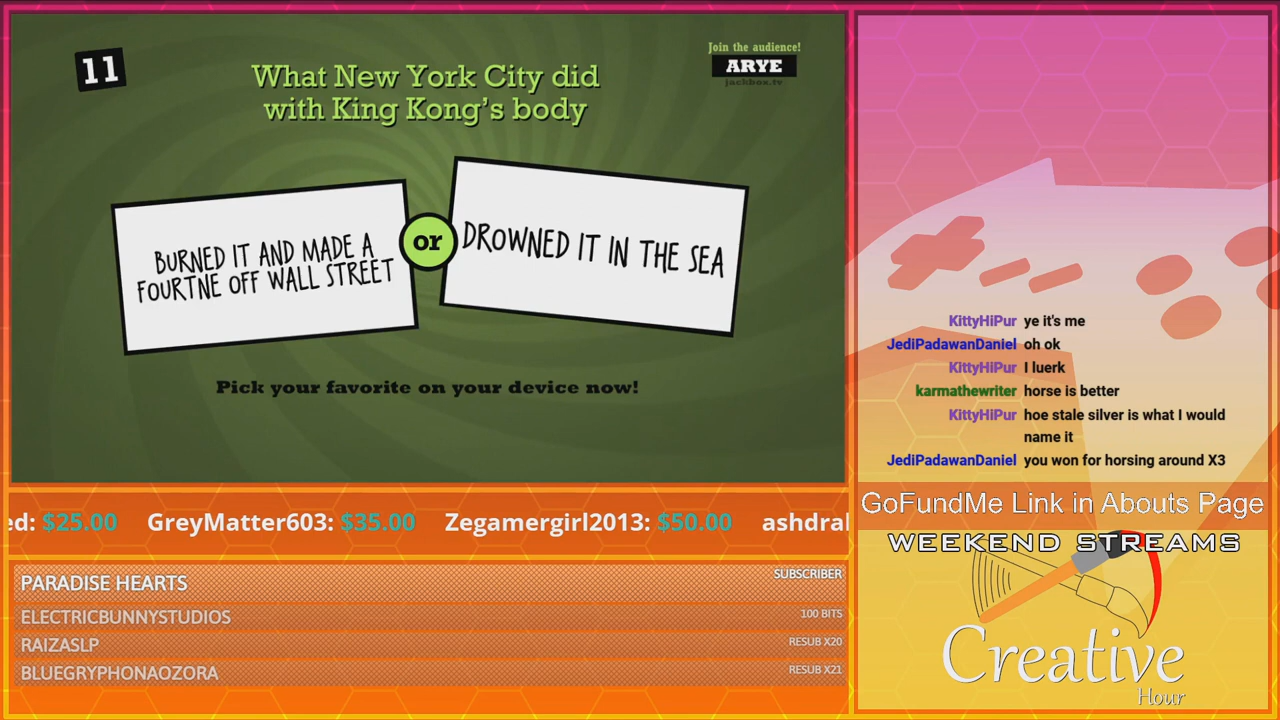 11
What New York City did
with King Kong's body
Join the audience!
ARYE
jackbox.tv
BURNED IT AND MADE A
FOURTNE OFF WALL STREET
or
DROWNED IT IN THE SEA
Pick your favorite on your device now!
KittyHiPur ye it's me
JediPadawanDaniel oh ok
KittyHiPur I luerk
karmathewriter horse is better
KittyHiPur hoe stale silver is what I would
name it
JediPadawanDaniel you won for horsing around X3
ed: $25.00 GreyMatter603: $35.00 Zegamergirl2013: $50.00 ashdral
GoFundMe Link in Abouts Page
WEEKEND STREAMS
Creative
Hour
PARADISE HEARTS SUBSCRIBER
ELECTRICBUNNYSTUDIOS 100 BITS
RAIZASLP RESUB X20
BLUEGRYPHONAOZORA RESUB X21